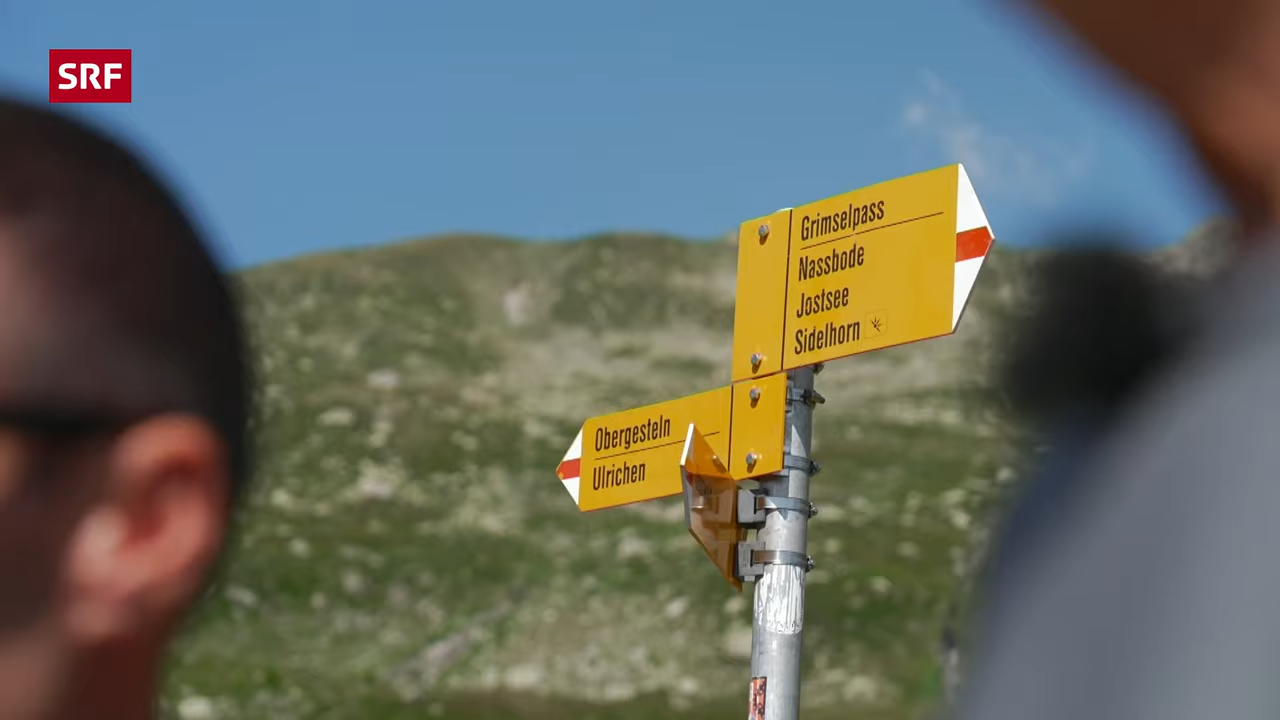 SRF
Grimselpass
Nassbode
Jostsee
Sidelhorn
Obergesteln
Ulrichen